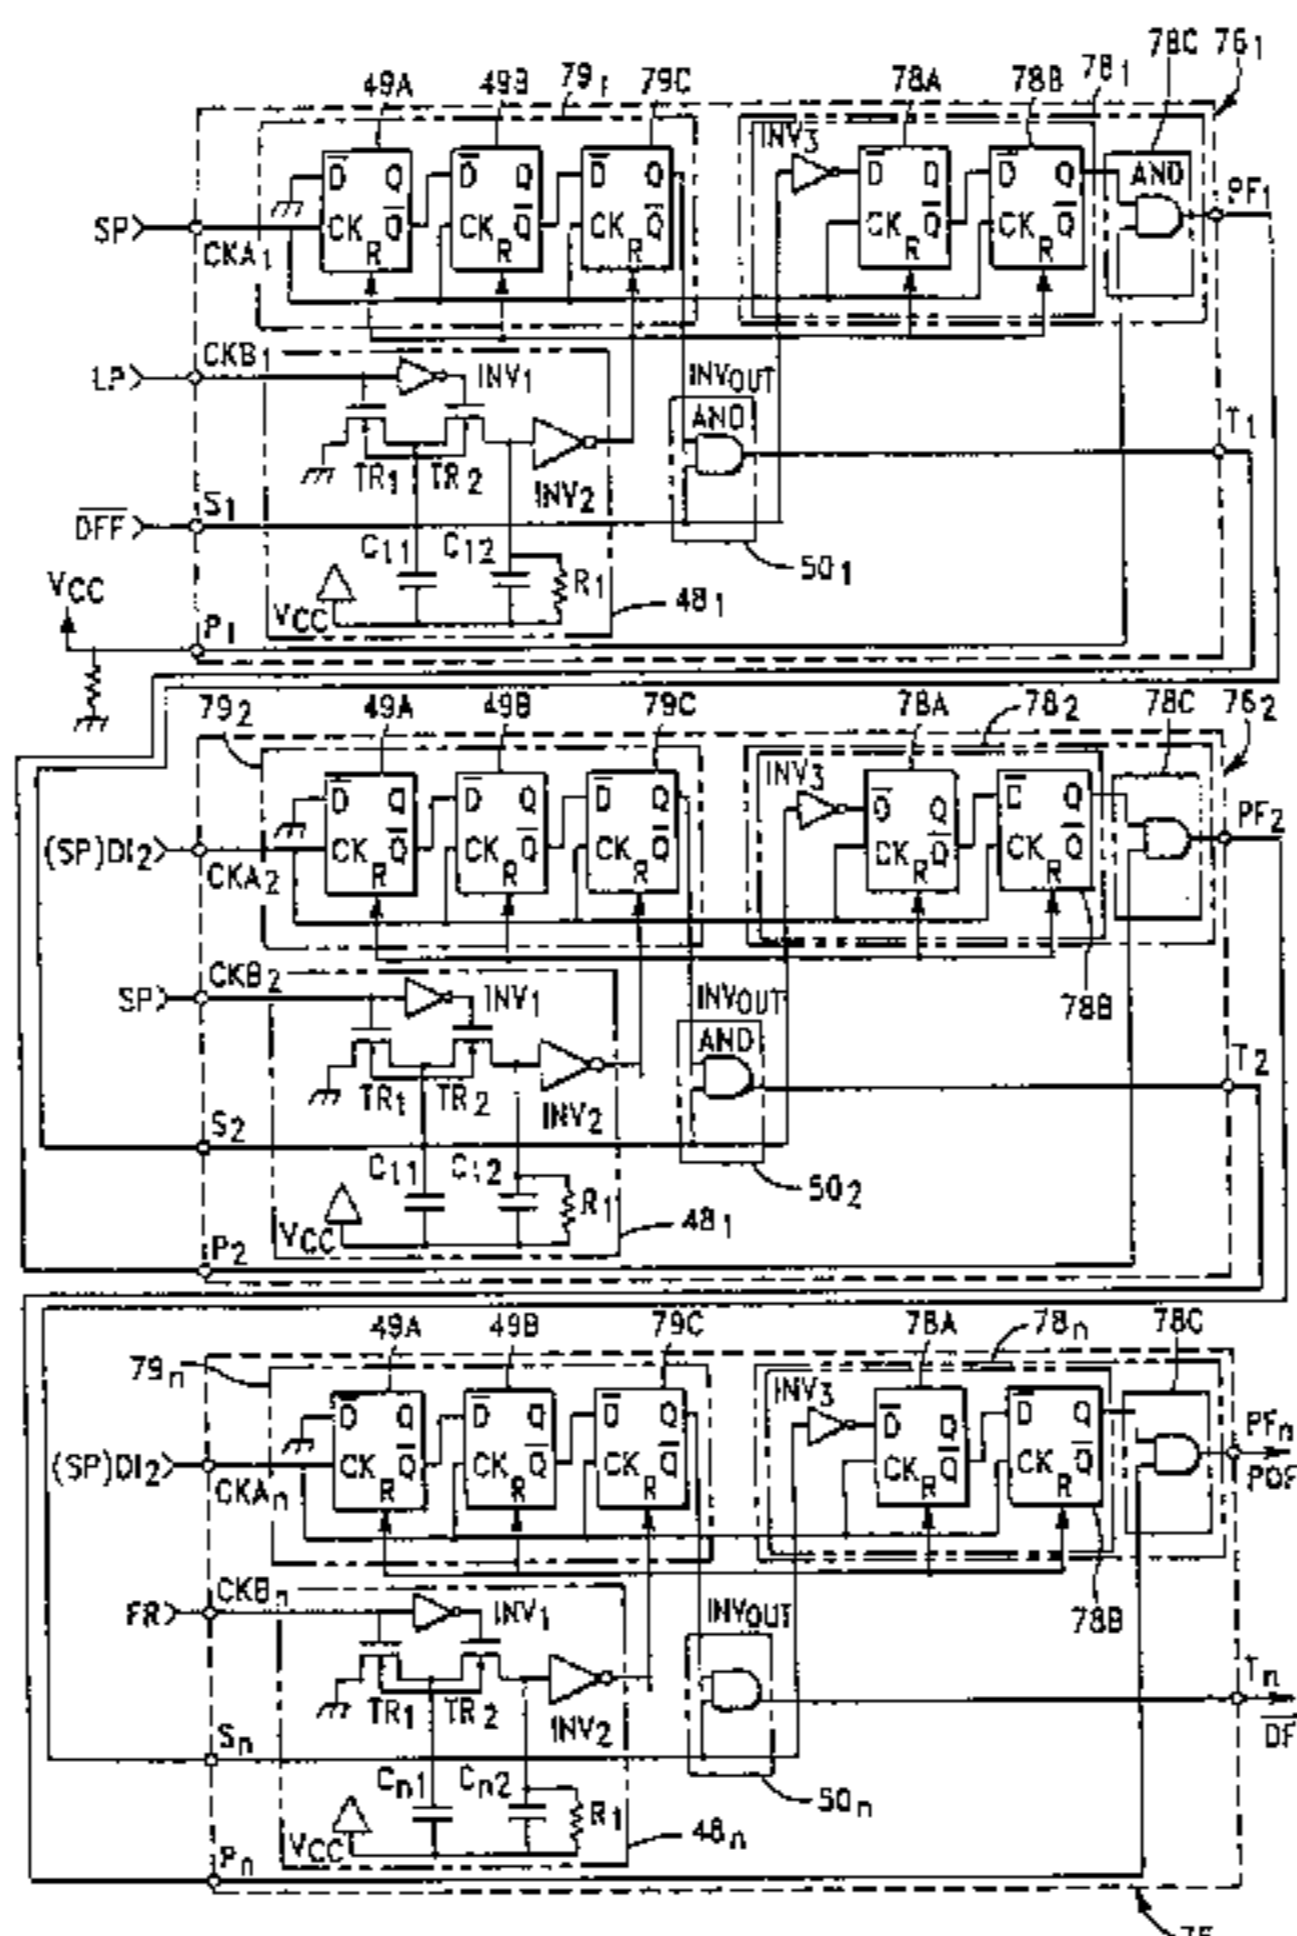 49A 49B 79₁ 79C 78A 78B 78₁ 78C 76₁
INV₃ AND
D̅ Q D̅ Q D̅ Q D̅ Q D̅ Q
SP CKA₁ CK R Q̅ CK R Q̅ CK R Q̅ CK R Q̅ CK R Q̅ PF₁
LP CKB₁ INV₁ INVOUT
AND T₁
TR₁ TR₂ INV₂
D̅F̅F̅ S₁
C₁₁ C₁₂ R₁ 50₁
VCC VCC 48₁
P₁
79₂ 49A 49B 79C 78A 78₂ 78C 76₂
INV₃
D̅ Q D̅ Q D̅ Q D̅ Q D̅ Q
(SP)DI₂ CKA₂ CK R Q̅ CK R Q̅ CK R Q̅ CK R Q̅ CK R Q̅ PF₂
SP CKB₂ INV₁ INVOUT 78B
AND T₂
TR₁ TR₂ INV₂
S₂
C₁₁ C₁₂ R₁ 50₂
VCC 48₁
P₂
79n 49A 49B 79C 78A 78n 78C
INV₃
D̅ Q D̅ Q D̅ Q D̅ Q D̅ Q
(SP)DI₂ CKAn CK R Q̅ CK R Q̅ CK R Q̅ CK R Q̅ CK R Q̅ PFn
POF
FR CKBn INV₁ INVOUT 78B
Tn
TR₁ TR₂ INV₂
D̅F̅
Sn
Cn1 Cn2 R₁ 50n
VCC 48n
Pn